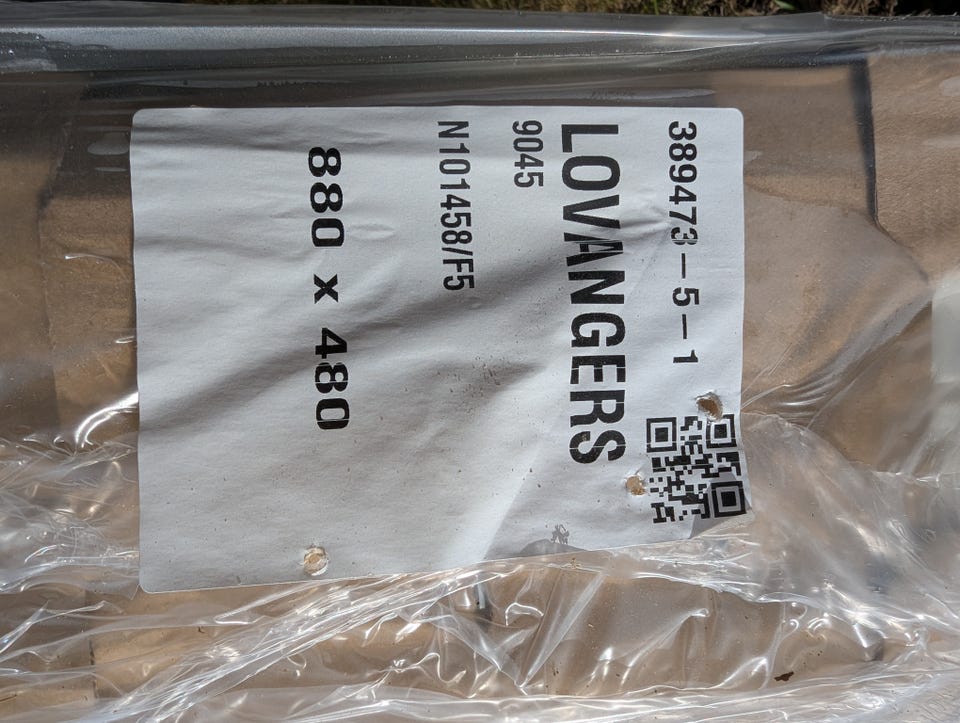 389473-5-1
LOVANGERS
9045
N101458/F5
880 x 480